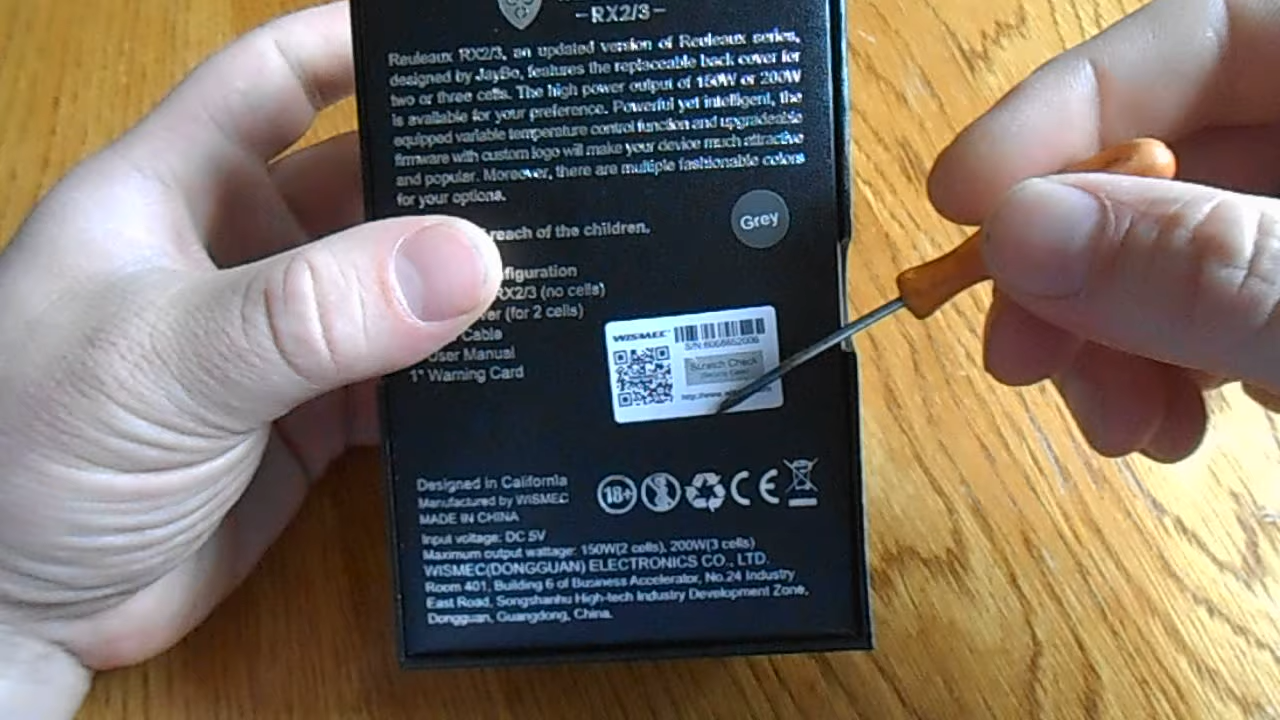 -RX2/3-
Reuleaux RX2/3, an updated version of Reuleaux series,
designed by JayBo, features the replaceable back cover for
two or three cells. The high power output of 150W or 200W
is available for your preference. Powerful yet intelligent, the
equipped variable temperature control function and upgradeable
firmware with custom logo will make your device much attractive
and popular. Moreover, there are multiple fashionable colors
for your options.
Grey
reach of the children.
figuration
RX2/3 (no cells)
(for 2 cells)
Cable
User Manual
1* Warning Card
WISMEC
Scratch Check
Designed in California
Manufactured by WISMEC
MADE IN CHINA
18+
CE
Input voltage: DC 5V
Maximum output wattage: 150W(2 cells), 200W(3 cells)
WISMEC(DONGGUAN) ELECTRONICS CO., LTD.
Room 401, Building 6 of Business Accelerator, No.24 Industry
East Road, Songshanhu High-tech Industry Development Zone,
Dongguan, Guangdong, China.